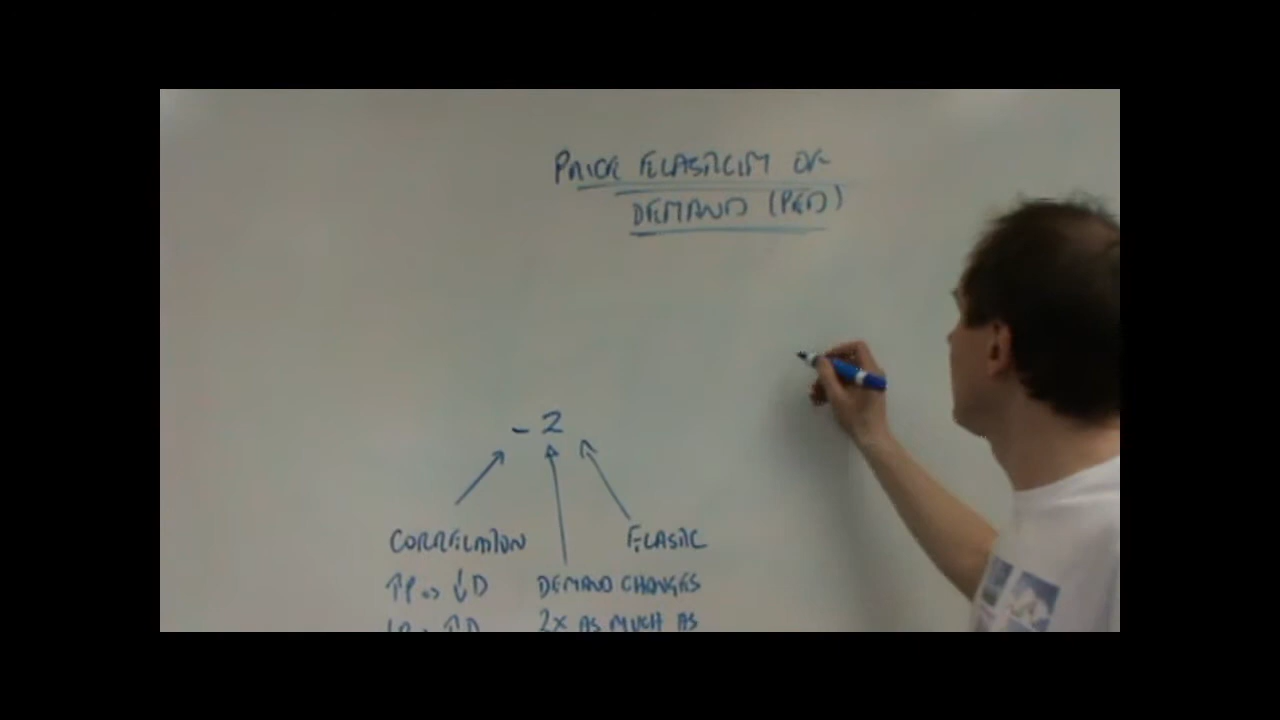 PRICE ELASTICITY OF
DEMAND (PED)
- 2
CORRELATION
ELASTIC
↑P => ↓D
DEMAND CHANGES
↓P => ↑D
2x AS MUCH AS